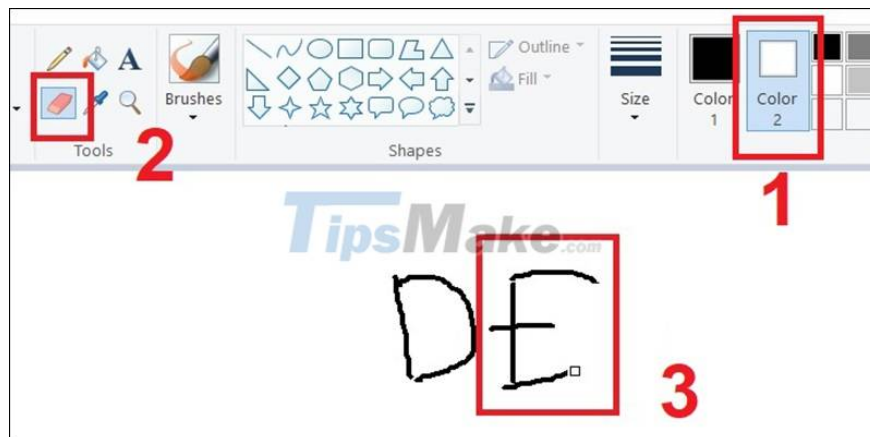 A
Outline
Fill
Brushes
Size
Color 1
Color 2
Tools
Shapes
2
1
TipsMake.com
DE
3